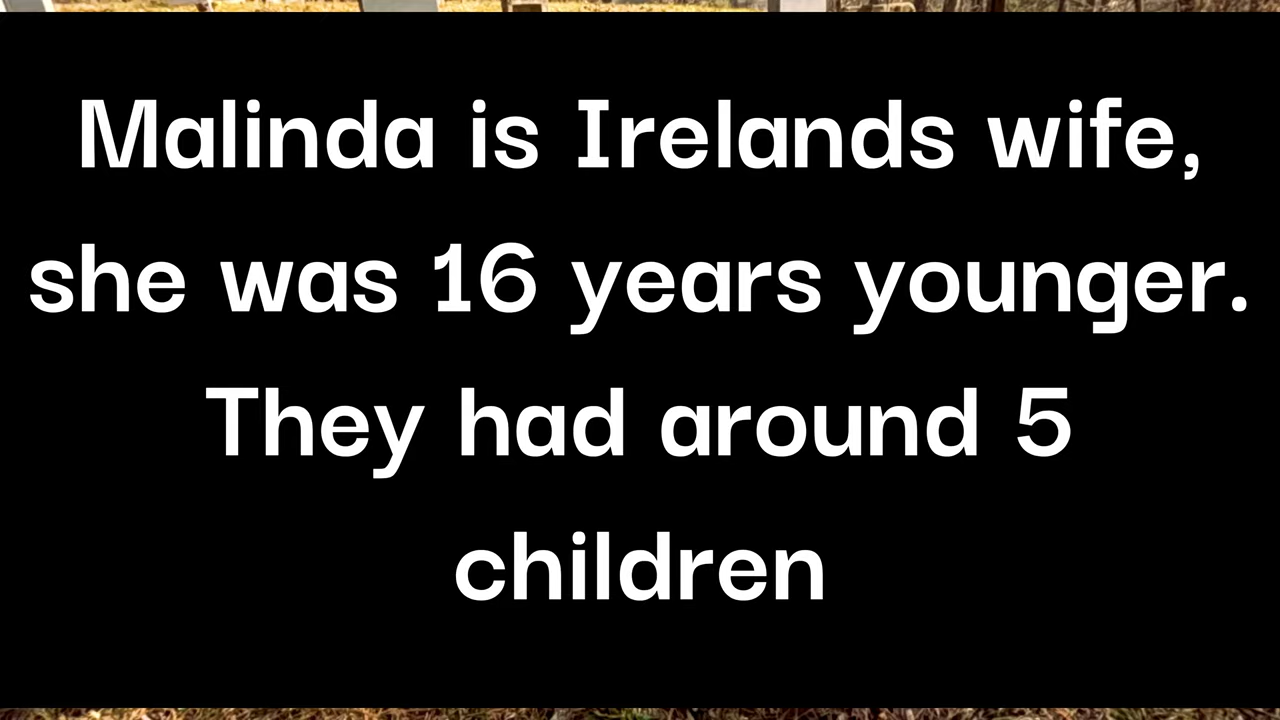 Malinda is Irelands wife,
she was 16 years younger.
They had around 5
children